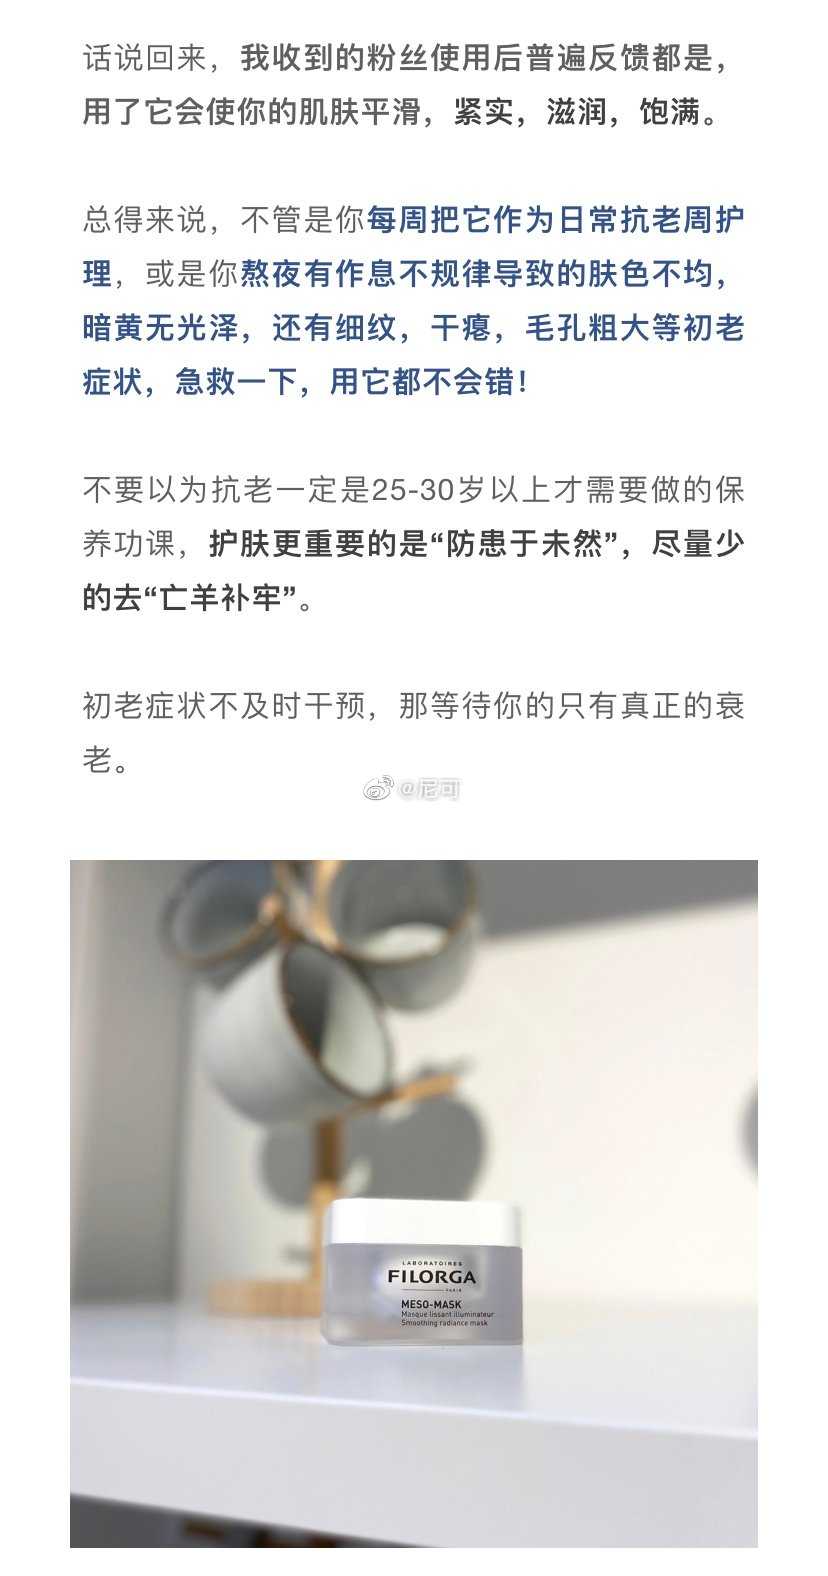 话说回来，我收到的粉丝使用后普遍反馈都是，
用了它会使你的肌肤平滑，紧实，滋润，饱满。
总得来说，不管是你每周把它作为日常抗老周护
理，或是你熬夜有作息不规律导致的肤色不均，
暗黄无光泽，还有细纹，干瘪，毛孔粗大等初老
症状，急救一下，用它都不会错！
不要以为抗老一定是25-30岁以上才需要做的保
养功课，护肤更重要的是“防患于未然”，尽量少
的去“亡羊补牢”。
初老症状不及时干预，那等待你的只有真正的衰
老。
@尼可
LABORATOIRES
FILORGA
PARIS
MESO-MASK
Masque lissant illuminateur
Smoothing radiance mask